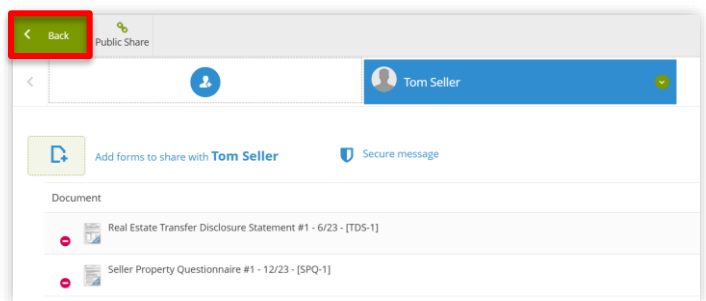 Back
Public Share
Tom Seller
Add forms to share with Tom Seller
Secure message
Document
Real Estate Transfer Disclosure Statement #1 - 6/23 - [TDS-1]
Seller Property Questionnaire #1 - 12/23 - [SPQ-1]